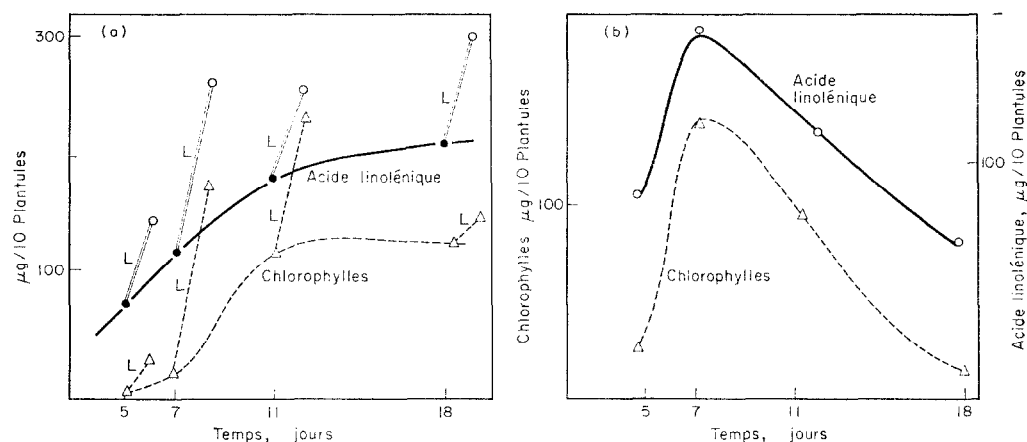 (a)
300
100
µg/10 Plantules
L
L
L
L
L
L
L
L
Acide linolénique
Chlorophylles
5 7 11 18
Temps, jours
(b)
Chlorophylles µg/10 Plantules
100
Acide
linolénique
Chlorophylles
100
Acide linolénique, µg/10 Plantules
5 7 11 18
Temps, jours